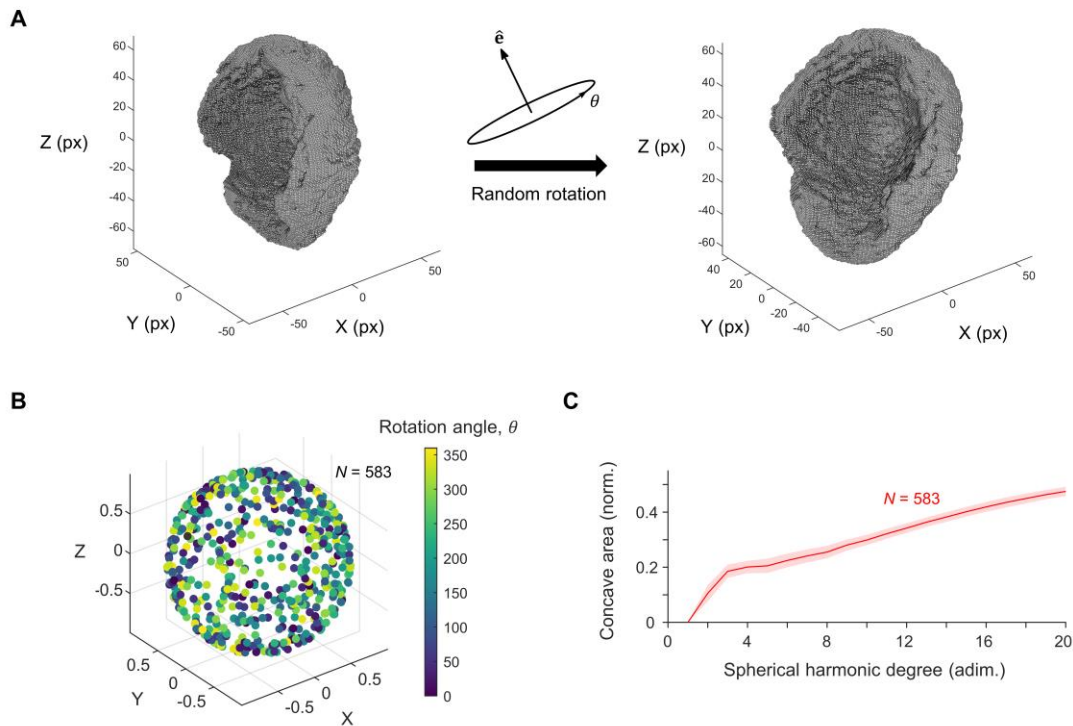 A
60
40
20
0
-20
-40
-60
Z (px)
50
0
-50
Y (px)
-50
0
50
X (px)
ê
θ
Random rotation
60
40
20
0
-20
-40
-60
Z (px)
40
20
0
-20
-40
Y (px)
-50
0
50
X (px)
B
Rotation angle, θ
N = 583
350
300
250
200
150
100
50
0
0.5
0
-0.5
Z
0.5
0
-0.5
Y
-0.5
0
0.5
X
C
Concave area (norm.)
0.4
0.2
0
N = 583
0 4 8 12 16 20
Spherical harmonic degree (adim.)